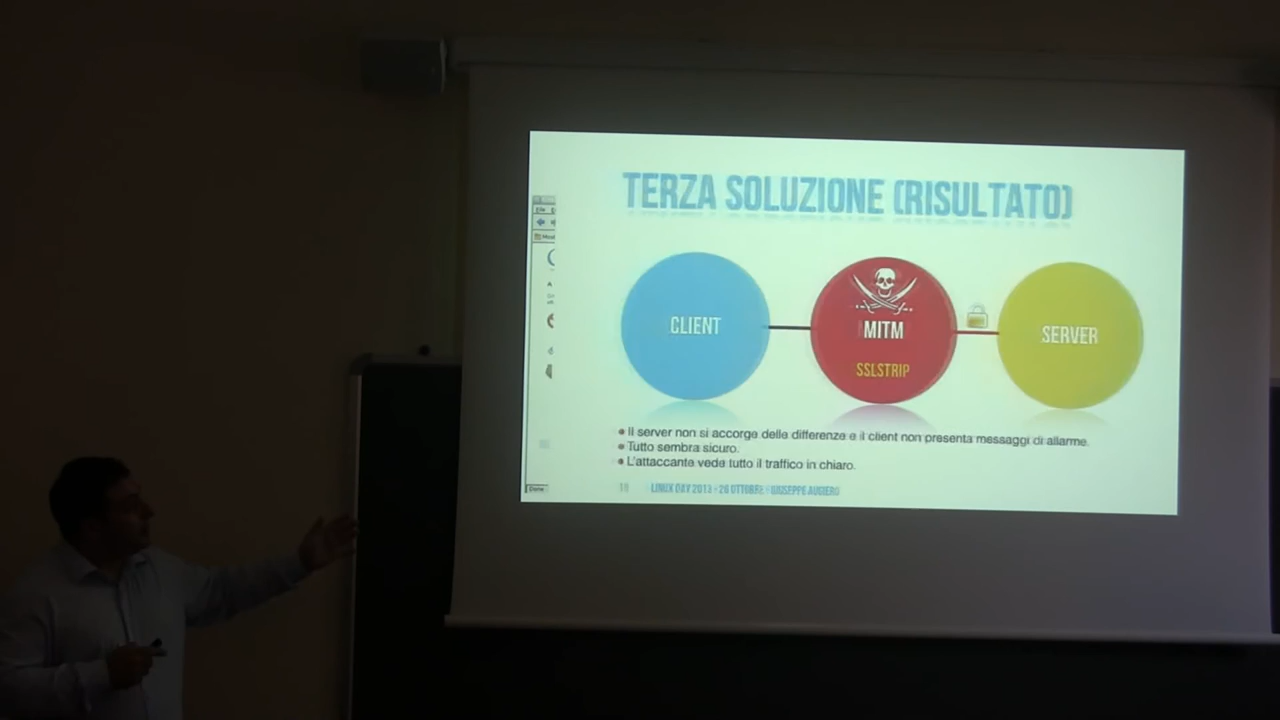 TERZA SOLUZIONE (RISULTATO)
CLIENT
MITM
SSLSTRIP
SERVER
Il server non si accorge delle differenze e il client non presenta messaggi di allarme.
Tutto sembra sicuro.
L'attaccante vede tutto il traffico in chiaro.
LINUX DAY 2013 - 26 OTTOBRE - GIUSEPPE AUGIERO
Done